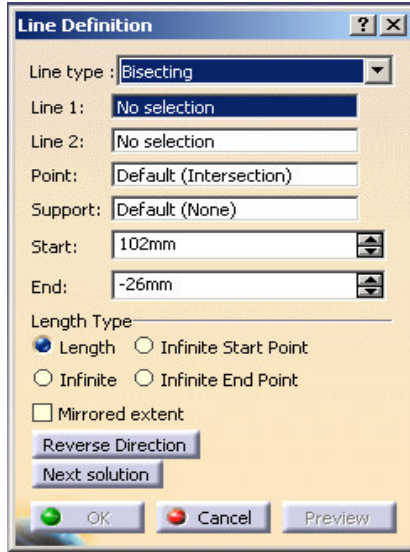 Line Definition ? X
Line type : Bisecting
Line 1: No selection
Line 2: No selection
Point: Default (Intersection)
Support: Default (None)
Start: 102mm
End: -26mm
Length Type
Length Infinite Start Point
Infinite Infinite End Point
Mirrored extent
Reverse Direction
Next solution
OK Cancel Preview